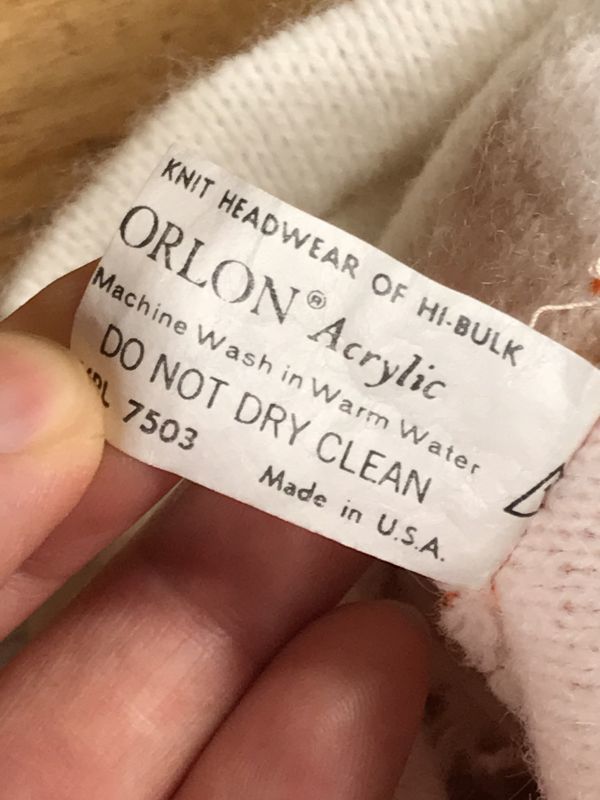 KNIT HEADWEAR OF HI-BULK
ORLON® Acrylic
Machine Wash in Warm Water
DO NOT DRY CLEAN
7503
Made in U.S.A.